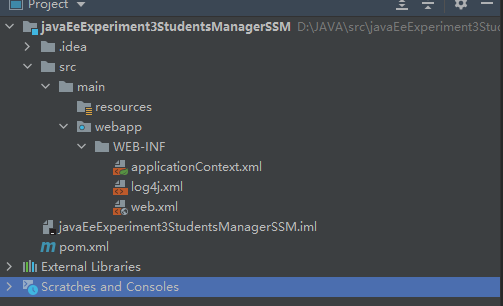 Project
javaEeExperiment3StudentsManagerSSM D:\JAVA\src\javaEeExperiment3Stud
.idea
src
main
resources
webapp
WEB-INF
applicationContext.xml
log4j.xml
web.xml
javaEeExperiment3StudentsManagerSSM.iml
m pom.xml
External Libraries
Scratches and Consoles